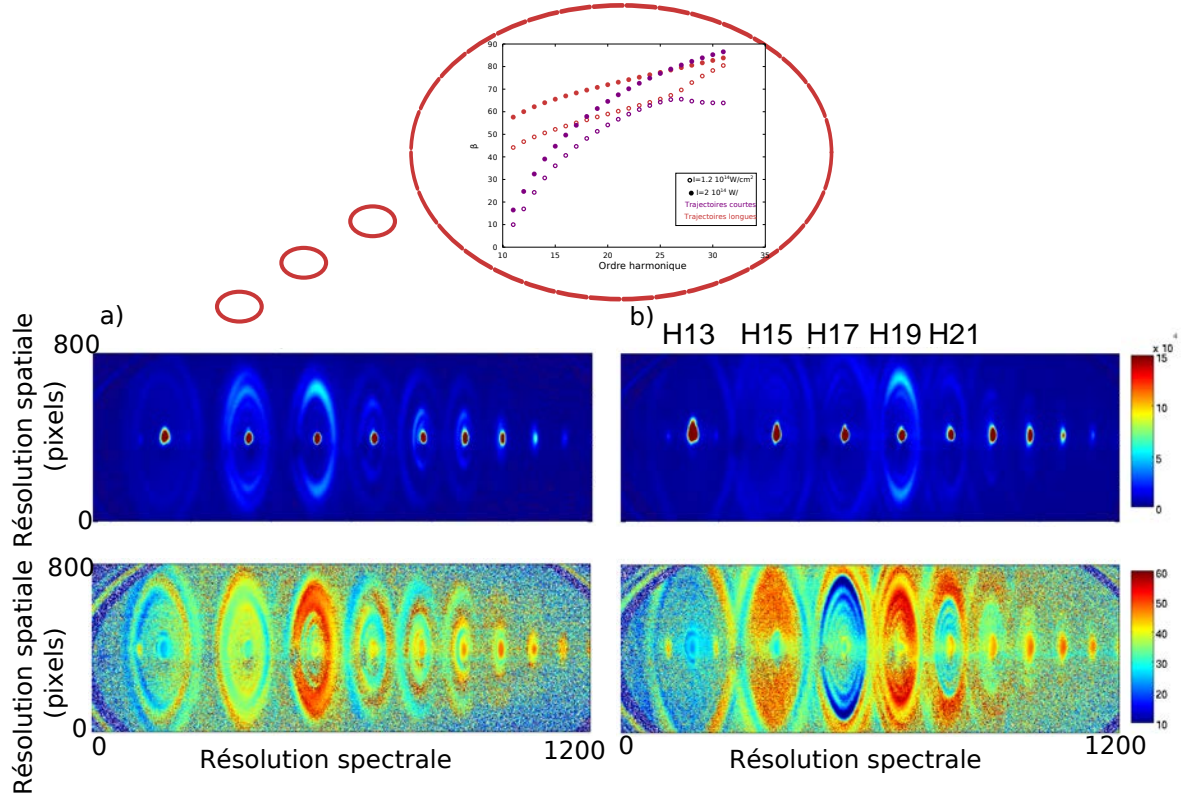 90
80
70
60
50
40
30
20
10
0
β
I=1.2 10¹⁴W/cm²
I=2 10¹⁴ W/
Trajectoires courtes
Trajectoires longues
10 15 20 25 30 35
Ordre harmonique
a)
b)
H13 H15 H17 H19 H21
800
0
Résolution spatiale
(pixels)
x 10⁴
15
10
5
0
800
0
Résolution spatiale
(pixels)
60
50
40
30
20
10
0 1200
Résolution spectrale
0 1200
Résolution spectrale